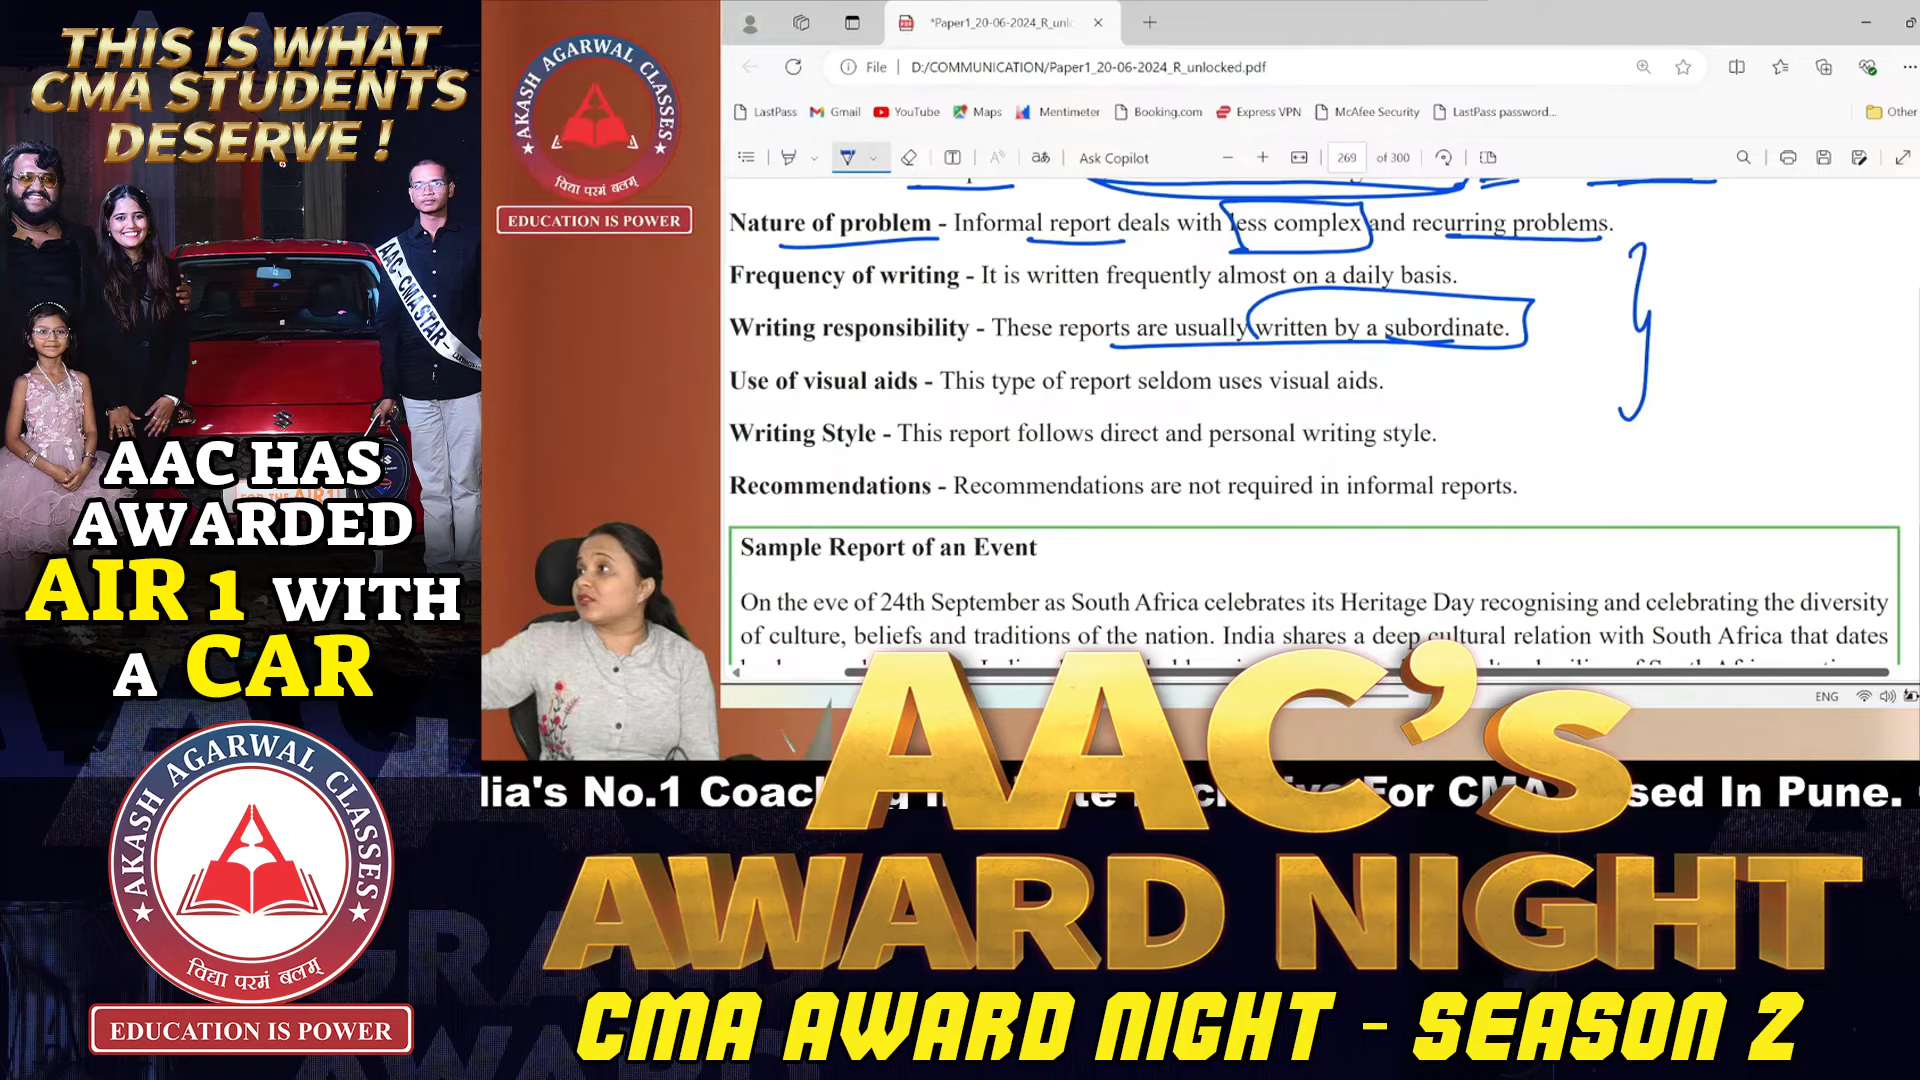 THIS IS WHAT
CMA STUDENTS
DESERVE !
AAC-CMA STAR-
AAC HAS
AWARDED
AIR 1 WITH
A CAR
AKASH AGARWAL CLASSES
विद्या परमं बलम्
EDUCATION IS POWER
AKASH AGARWAL CLASSES
विद्या परमं बलम्
EDUCATION IS POWER
*Paper1_20-06-2024_R_unlo
File | D:/COMMUNICATION/Paper1_20-06-2024_R_unlocked.pdf
LastPass Gmail YouTube Maps Mentimeter Booking.com Express VPN McAfee Security LastPass password... Other
Ask Copilot 269 of 300
Nature of problem - Informal report deals with less complex and recurring problems.
Frequency of writing - It is written frequently almost on a daily basis.
Writing responsibility - These reports are usually written by a subordinate.
Use of visual aids - This type of report seldom uses visual aids.
Writing Style - This report follows direct and personal writing style.
Recommendations - Recommendations are not required in informal reports.
Sample Report of an Event
On the eve of 24th September as South Africa celebrates its Heritage Day recognising and celebrating the diversity
of culture, beliefs and traditions of the nation. India shares a deep cultural relation with South Africa that dates
ENG
dia's No.1 Coaching For CMA Based In Pune.
AAC's
AWARD NIGHT
CMA AWARD NIGHT - SEASON 2